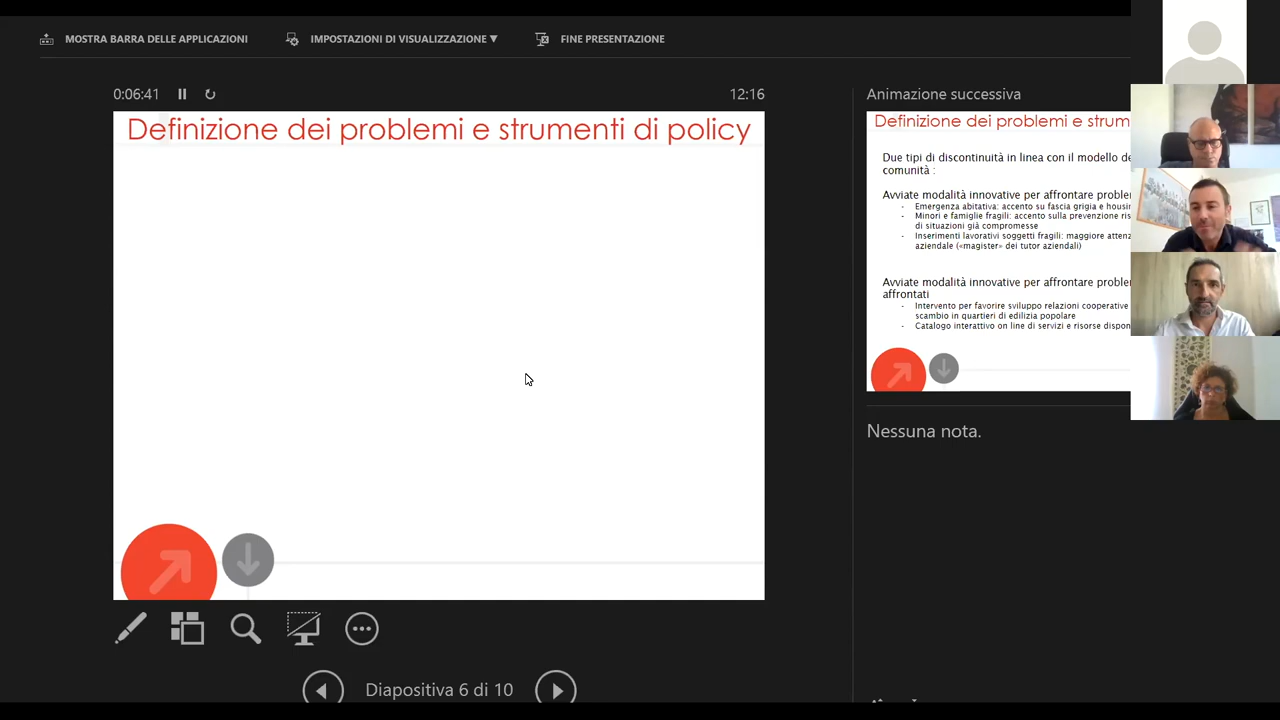 MOSTRA BARRA DELLE APPLICAZIONI
IMPOSTAZIONI DI VISUALIZZAZIONE ▼
FINE PRESENTAZIONE
0:06:41
12:16
Definizione dei problemi e strumenti di policy
Diapositiva 6 di 10
Animazione successiva
Definizione dei problemi e strum
Due tipi di discontinuità in linea con il modello de
comunità :
Avviate modalità innovative per affrontare proble
- Emergenza abitativa: accento su fascia grigia e housi
- Minori e famiglie fragili: accento sulla prevenzione ris
di situazioni già compromesse
- Inserimenti lavorativi soggetti fragili: maggiore atten
aziendale («magister» dei tutor aziendali)
Avviate modalità innovative per affrontare proble
affrontati
- Intervento per favorire sviluppo relazioni cooperative
scambio in quartieri di edilizia popolare
- Catalogo interattivo on line di servizi e risorse dispon
Nessuna nota.